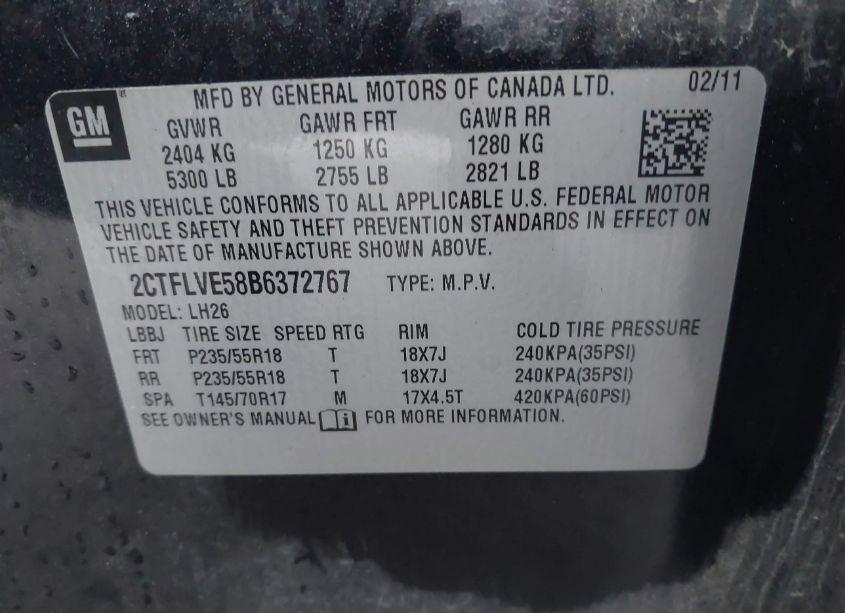 MFD BY GENERAL MOTORS OF CANADA LTD. 02/11
GM
GVWR GAWR FRT GAWR RR
2404 KG 1250 KG 1280 KG
5300 LB 2755 LB 2821 LB
THIS VEHICLE CONFORMS TO ALL APPLICABLE U.S. FEDERAL MOTOR
VEHICLE SAFETY AND THEFT PREVENTION STANDARDS IN EFFECT ON
THE DATE OF MANUFACTURE SHOWN ABOVE.
2CTFLVE58B6372767 TYPE: M.P.V.
MODEL: LH26
LBBJ TIRE SIZE SPEED RTG RIM COLD TIRE PRESSURE
FRT P235/55R18 T 18X7J 240KPA(35PSI)
RR P235/55R18 T 18X7J 240KPA(35PSI)
SPA T145/70R17 M 17X4.5T 420KPA(60PSI)
SEE OWNER'S MANUAL i FOR MORE INFORMATION.